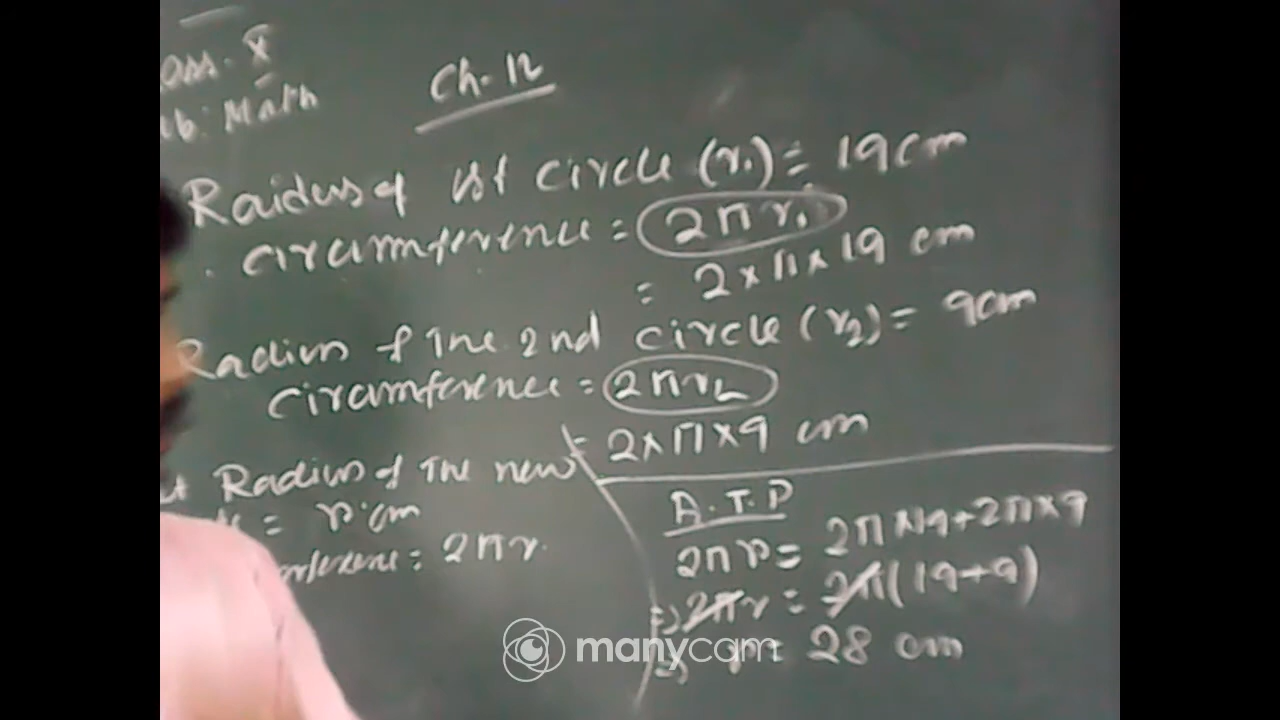 Ch. 12
Math
Raidus of 1st circle (r₁) = 19cm
circumference = 2πr₁
= 2×π×19 cm
Radius of the 2nd circle (r₂) = 9cm
circumference = 2πr₂
= 2×π×9 cm
Radius of The new
= r cm
= 2πr
A.T.P
2πr = 2π×19+2π×9
⇒ 2πr = 2π(19+9)
⇒ r = 28 cm
manycam